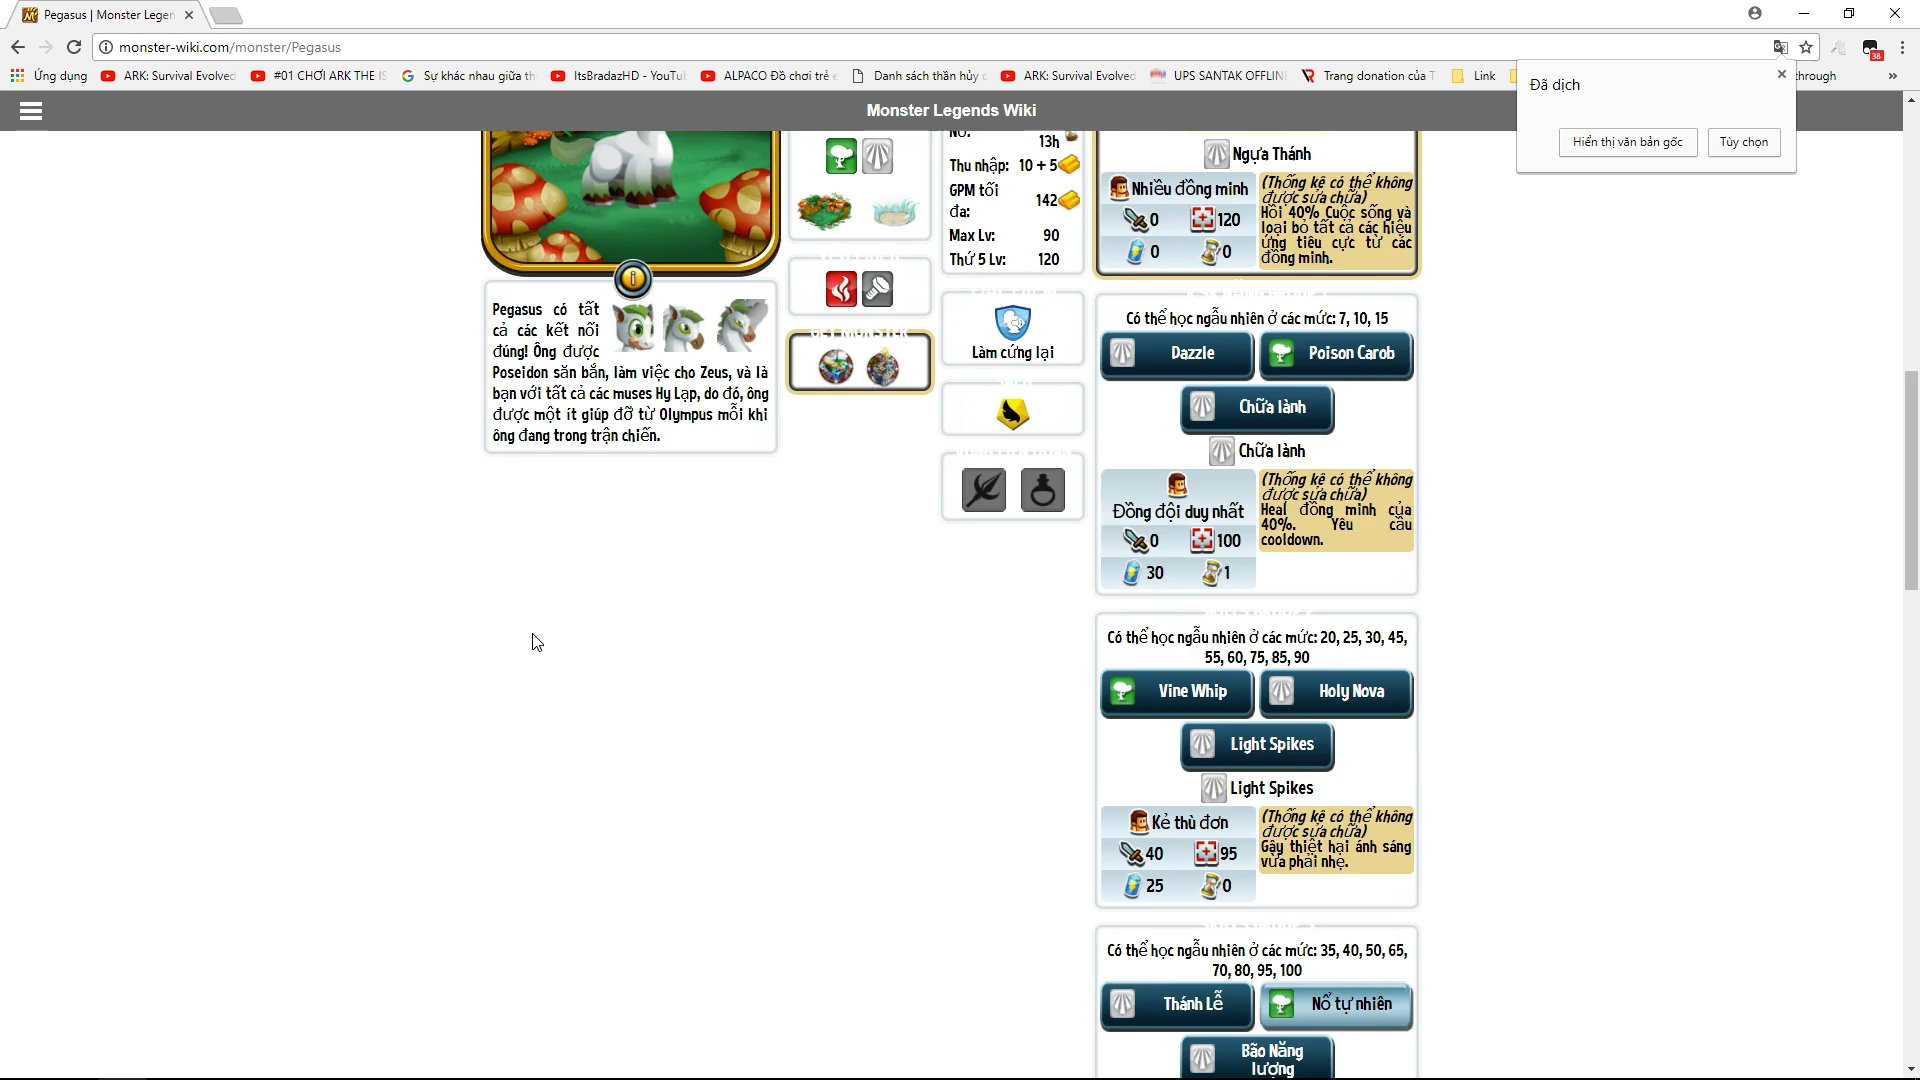 Pegasus | Monster Legen
monster-wiki.com/monster/Pegasus
38
Ứng dụng
ARK: Survival Evolved
#01 CHƠI ARK THE IS
Sự khác nhau giữa th
ItsBradazHD - YouTu
ALPACO Đồ chơi trẻ e
Danh sách thần hủy
ARK: Survival Evolved
UPS SANTAK OFFLIN
Trang donation của T
Link
through
»
Đã dịch
Hiển thị văn bản gốc
Tùy chọn
Monster Legends Wiki
Pegasus có tất
cả các kết nối
đúng! Ông được
Poseidon săn bắn, làm việc cho Zeus, và là
bạn với tất cả các muses Hy Lạp, do đó, ông
được một ít giúp đỡ từ Olympus mỗi khi
ông đang trong trận chiến.
GET MONSTER
Nở:
13h
Thu nhập: 10 + 5
GPM tối
đa:
142
Max Lv: 90
Thứ 5 Lv: 120
Làm cứng lại
Ngựa Thánh
Nhiều đồng minh
0
120
0
0
(Thống kê có thể không
được sửa chữa)
Hồi 40% Cuộc sống và
loại bỏ tất cả các hiệu
ứng tiêu cực từ các
đồng minh.
Có thể học ngẫu nhiên ở các mức: 7, 10, 15
Dazzle
Poison Carob
Chữa lành
Chữa lành
Đồng đội duy nhất
0
100
30
1
(Thống kê có thể không
được sửa chữa)
Heal đồng minh của
40%. Yêu cầu
cooldown.
Có thể học ngẫu nhiên ở các mức: 20, 25, 30, 45,
55, 60, 75, 85, 90
Vine Whip
Holy Nova
Light Spikes
Light Spikes
Kẻ thù đơn
40
95
25
0
(Thống kê có thể không
được sửa chữa)
Gây thiệt hại ánh sáng
vừa phải nhẹ.
Có thể học ngẫu nhiên ở các mức: 35, 40, 50, 65,
70, 80, 95, 100
Thánh Lễ
Nổ tự nhiên
Bão Năng
lượng